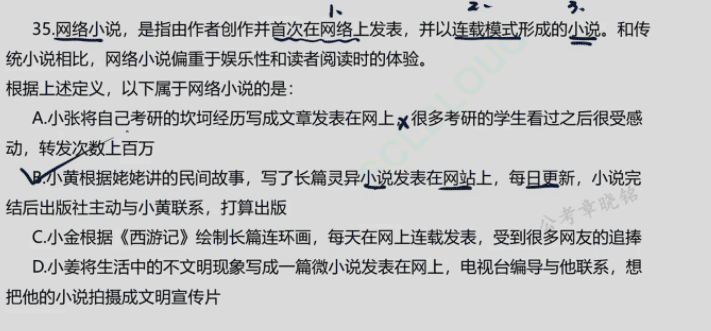 1、 2、 3、
35.网络小说，是指由作者创作并首次在网络上发表，并以连载模式形成的小说。和传
统小说相比，网络小说偏重于娱乐性和读者阅读时的体验。
根据上述定义，以下属于网络小说的是：
A.小张将自己考研的坎坷经历写成文章发表在网上，很多考研的学生看过之后很受感
动，转发次数上百万
B.小黄根据姥姥讲的民间故事，写了长篇灵异小说发表在网站上，每日更新，小说完
结后出版社主动与小黄联系，打算出版
公考章晓铭
C.小金根据《西游记》绘制长篇连环画，每天在网上连载发表，受到很多网友的追捧
D.小姜将生活中的不文明现象写成一篇微小说发表在网上，电视台编导与他联系，想
把他的小说拍摄成文明宣传片